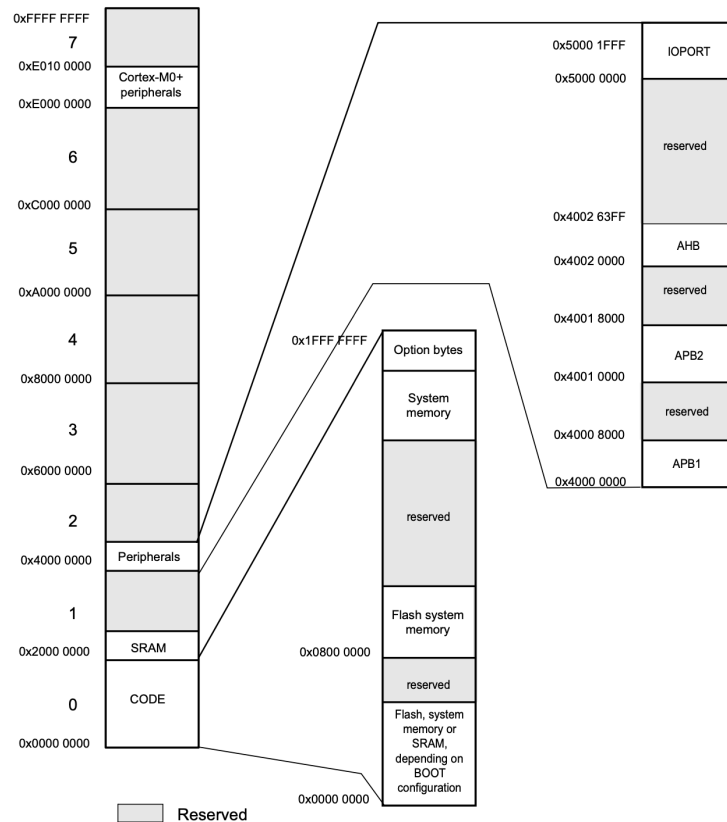 0xFFFF FFFF
7
0xE010 0000
Cortex-M0+
peripherals
0xE000 0000
6
0xC000 0000
5
0xA000 0000
4
0x8000 0000
3
0x6000 0000
2
0x4000 0000
Peripherals
1
0x2000 0000
SRAM
CODE
0
0x0000 0000
Reserved
0x1FFF FFFF
Option bytes
System
memory
reserved
Flash system
memory
0x0800 0000
reserved
Flash, system
memory or
SRAM,
depending on
BOOT
configuration
0x0000 0000
0x5000 1FFF
IOPORT
0x5000 0000
reserved
0x4002 63FF
AHB
0x4002 0000
reserved
0x4001 8000
APB2
0x4001 0000
reserved
0x4000 8000
APB1
0x4000 0000